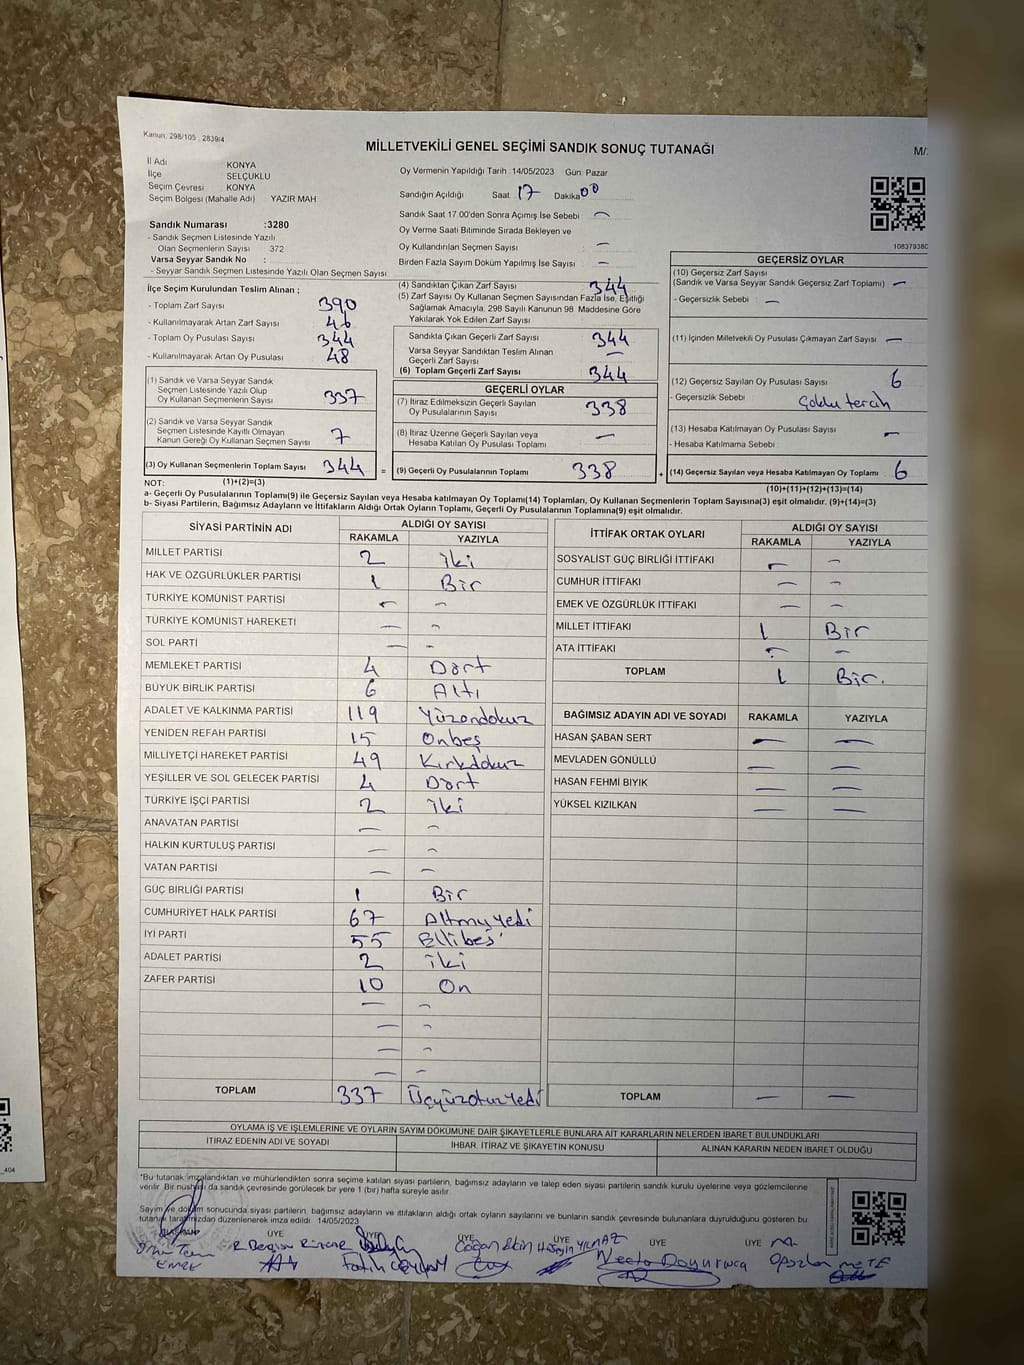 Kanun: 298/105 , 2839/4
MİLLETVEKİLİ GENEL SEÇİMİ SANDIK SONUÇ TUTANAĞI
M/
İl Adı KONYA
İlçe SELÇUKLU
Seçim Çevresi KONYA
Seçim Bölgesi (Mahalle Adı) YAZIR MAH
Sandık Numarası :3280
- Sandık Seçmen Listesinde Yazılı
Olan Seçmenlerin Sayısı 372
Varsa Seyyar Sandık No :
- Seyyar Sandık Seçmen Listesinde Yazılı Olan Seçmen Sayısı:
Oy Vermenin Yapıldığı Tarih 14/05/2023 Gün Pazar
Sandığın Açıldığı Saat 17 Dakika 00
Sandık Saat 17 00'den Sonra Açımış İse Sebebi —
Oy Verme Saati Bitiminde Sırada Bekleyen ve
Oy Kullandırılan Seçmen Sayısı —
Birden Fazla Sayım Döküm Yapılmış İse Sayısı —
İlçe Seçim Kurulundan Teslim Alınan ;
- Toplam Zarf Sayısı 390
- Kullanılmayarak Artan Zarf Sayısı 46
- Toplam Oy Pusulası Sayısı 344
- Kullanılmayarak Artan Oy Pusulası 48
(1) Sandık ve Varsa Seyyar Sandık
Seçmen Listesinde Yazılı Olup
Oy Kullanan Seçmenlerin Sayısı 337
(2) Sandık ve Varsa Seyyar Sandık
Seçmen Listesinde Kayıtlı Olmayan
Kanun Gereği Oy Kullanan Seçmen Sayısı 7
(3) Oy Kullanan Seçmenlerin Toplam Sayısı 344 =
(4) Sandıktan Çıkan Zarf Sayısı 344
(5) Zarf Sayısı Oy Kullanan Seçmen Sayısından Fazla İse, Eşitliği
Sağlamak Amacıyla, 298 Sayılı Kanunun 98. Maddesine Göre
Yakılarak Yok Edilen Zarf Sayısı
Sandıkta Çıkan Geçerli Zarf Sayısı 344
Varsa Seyyar Sandıktan Teslim Alınan
Geçerli Zarf Sayısı —
(6) Toplam Geçerli Zarf Sayısı 344
GEÇERLİ OYLAR
(7) İtiraz Edilmeksizin Geçerli Sayılan
Oy Pusulalarının Sayısı 338
(8) İtiraz Üzerine Geçerli Sayılan veya
Hesaba Katılan Oy Pusulası Toplamı —
(9) Geçerli Oy Pusulalarının Toplamı 338 +
108379380
GEÇERSİZ OYLAR
(10) Geçersiz Zarf Sayısı
(Sandık ve Varsa Seyyar Sandık Geçersiz Zarf Toplamı) —
- Geçersizlik Sebebi —
(11) İçinden Milletvekili Oy Pusulası Çıkmayan Zarf Sayısı —
(12) Geçersiz Sayılan Oy Pusulası Sayısı 6
- Geçersizlik Sebebi tercih
(13) Hesaba Katılmayan Oy Pusulası Sayısı —
- Hesaba Katılmama Sebebi
(14) Geçersiz Sayılan veya Hesaba Katılmayan Oy Toplamı 6
NOT: (1)+(2)=(3) (10)+(11)+(12)+(13)=(14)
a- Geçerli Oy Pusulalarının Toplamı(9) ile Geçersiz Sayılan veya Hesaba katılmayan Oy Toplamı(14) Toplamları, Oy Kullanan Seçmenlerin Toplam Sayısına(3) eşit olmalıdır. (9)+(14)=(3)
b- Siyasi Partilerin, Bağımsız Adayların ve İttifakların Aldığı Ortak Oyların Toplamı, Geçerli Oy Pusulalarının Toplamına(9) eşit olmalıdır.
SİYASİ PARTİNİN ADI ALDIĞI OY SAYISI
RAKAMLA YAZIYLA
MİLLET PARTİSİ 2 iki
HAK VE ÖZGÜRLÜKLER PARTİSİ 1 Bir
TÜRKİYE KOMÜNİST PARTİSİ — —
TÜRKİYE KOMÜNİST HAREKETİ — —
SOL PARTİ — —
MEMLEKET PARTİSİ 4 Dört
BÜYÜK BİRLİK PARTİSİ 6 Altı
ADALET VE KALKINMA PARTİSİ 119 Yüzondokuz
YENİDEN REFAH PARTİSİ 15 Onbeş
MİLLİYETÇİ HAREKET PARTİSİ 49 Kırkdokuz
YEŞİLLER VE SOL GELECEK PARTİSİ 4 Dört
TÜRKİYE İŞÇİ PARTİSİ 2 iki
ANAVATAN PARTİSİ — —
HALKIN KURTULUŞ PARTİSİ — —
VATAN PARTİSİ — —
GÜÇ BİRLİĞİ PARTİSİ 1 Bir
CUMHURİYET HALK PARTİSİ 67 Altmışyedi
İYİ PARTİ 55 Ellibeş
ADALET PARTİSİ 2 iki
ZAFER PARTİSİ 10 On
— —
— —
— —
— —
TOPLAM 337 Üçyüzotuzyedi
İTTİFAK ORTAK OYLARI ALDIĞI OY SAYISI
RAKAMLA YAZIYLA
SOSYALİST GÜÇ BİRLİĞİ İTTİFAKI — —
CUMHUR İTTİFAKI — —
EMEK VE ÖZGÜRLÜK İTTİFAKI — —
MİLLET İTTİFAKI 1 Bir
ATA İTTİFAKI — —
TOPLAM 1 Bir.
BAĞIMSIZ ADAYIN ADI VE SOYADI RAKAMLA YAZIYLA
HASAN ŞABAN SERT — —
MEVLADEN GÖNÜLLÜ — —
HASAN FEHMİ BIYIK — —
YÜKSEL KIZILKAN — —
TOPLAM — —
OYLAMA İŞ VE İŞLEMLERİNE VE OYLARIN SAYIM DÖKÜMÜNE DAİR ŞİKAYETLERLE BUNLARA AİT KARARLARIN NELERDEN İBARET BULUNDUKLARI
İTİRAZ EDENİN ADI VE SOYADI İHBAR. İTİRAZ VE ŞİKAYETİN KONUSU ALINAN KARARIN NEDEN İBARET OLDUĞU
*Bu tutanak imzalandıktan ve mühürlendikten sonra seçime katılan siyasi partilerin, bağımsız adayların ve talep eden siyasi partilerin sandık kurulu üyelerine veya gözlemcilerine
verilir. Bir nushası da sandık çevresinde görülecek bir yere 1 (bir) hafta süreyle asılır.
Sayım ve döküm sonucunda siyasi partilerin, bağımsız adayların ve ittifakların aldığı ortak oyların sayılarını ve bunların sandık çevresinde bulunanlara duyrulduğunu gösteren bu
tutanak tarafımızdan düzenlenerek imza edildi. 14/05/2023
BAŞKAN ÜYE ÜYE ÜYE ÜYE ÜYE ÜYE
EMRE Fatih CEYLAN Doğan Akın Hüseyin YILMAZ METE
_404